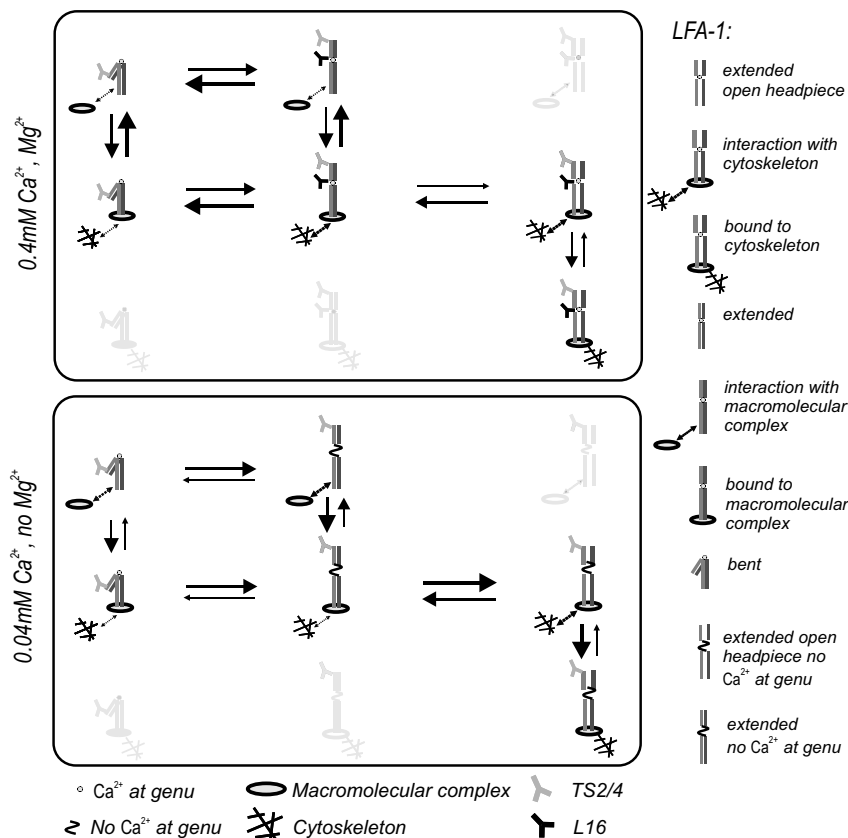 0.4mM Ca²⁺, Mg²⁺
0.04mM Ca²⁺, no Mg²⁺
LFA-1:
extended
open headpiece
interaction with
cytoskeleton
bound to
cytoskeleton
extended
interaction with
macromolecular
complex
bound to
macromolecular
complex
bent
extended open
headpiece no
Ca²⁺ at genu
extended
no Ca²⁺ at genu
Ca²⁺ at genu
Macromolecular complex
TS2/4
No Ca²⁺ at genu
Cytoskeleton
L16